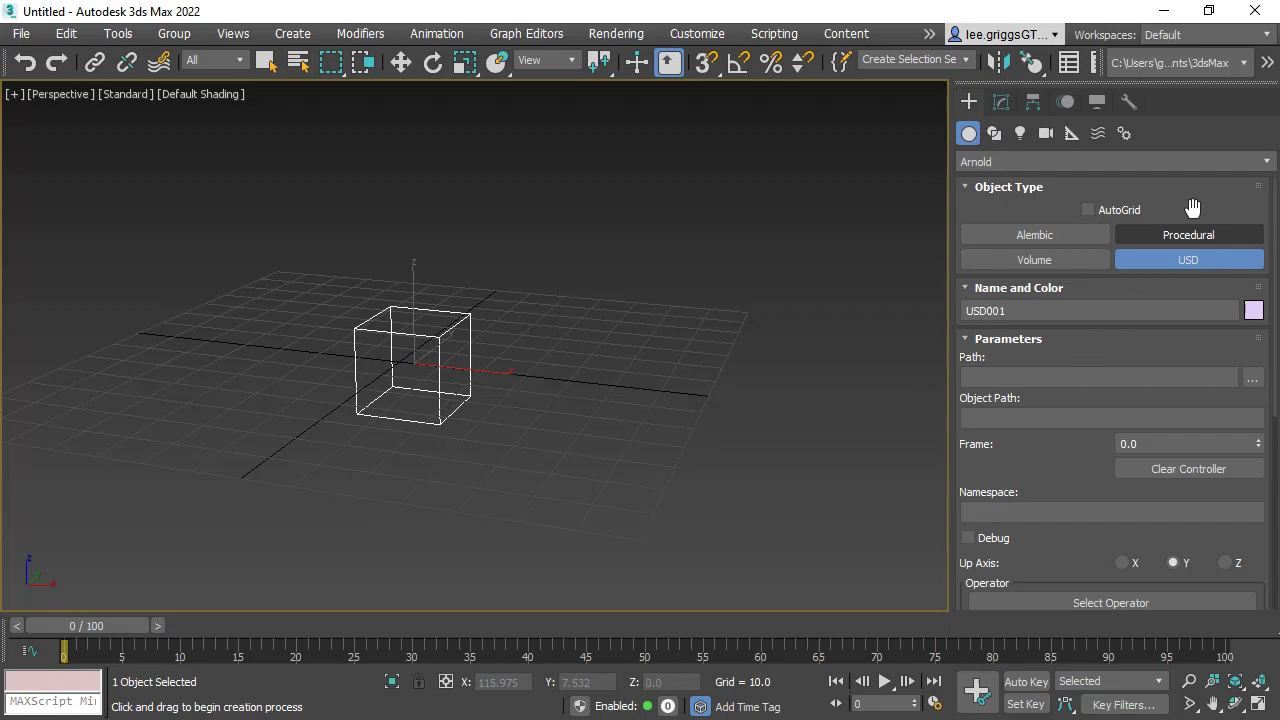 Untitled - Autodesk 3ds Max 2022
File Edit Tools Group Views Create Modifiers Animation Graph Editors Rendering Customize Scripting Content lee.griggsGT... Workspaces: Default
All View Create Selection Se C:\Users\g...nts\3dsMax
[+] [Perspective ] [Standard ] [Default Shading ]
Arnold
Object Type
AutoGrid
Alembic Procedural
Volume USD
Name and Color
USD001
Parameters
Path:
...
Object Path:
Frame: 0.0
Clear Controller
Namespace:
Debug
Up Axis: X Y Z
Operator
Select Operator
z
x
z
y
x
< 0 / 100 >
0 5 10 15 20 25 30 35 40 45 50 55 60 65 70 75 80 85 90 95 100
1 Object Selected X: 115.975 Y: 7.532 Z: 0.0 Grid = 10.0 Auto Key Selected
MAXScript Mi Click and drag to begin creation process Enabled: 0 Add Time Tag 0 Set Key Key Filters...